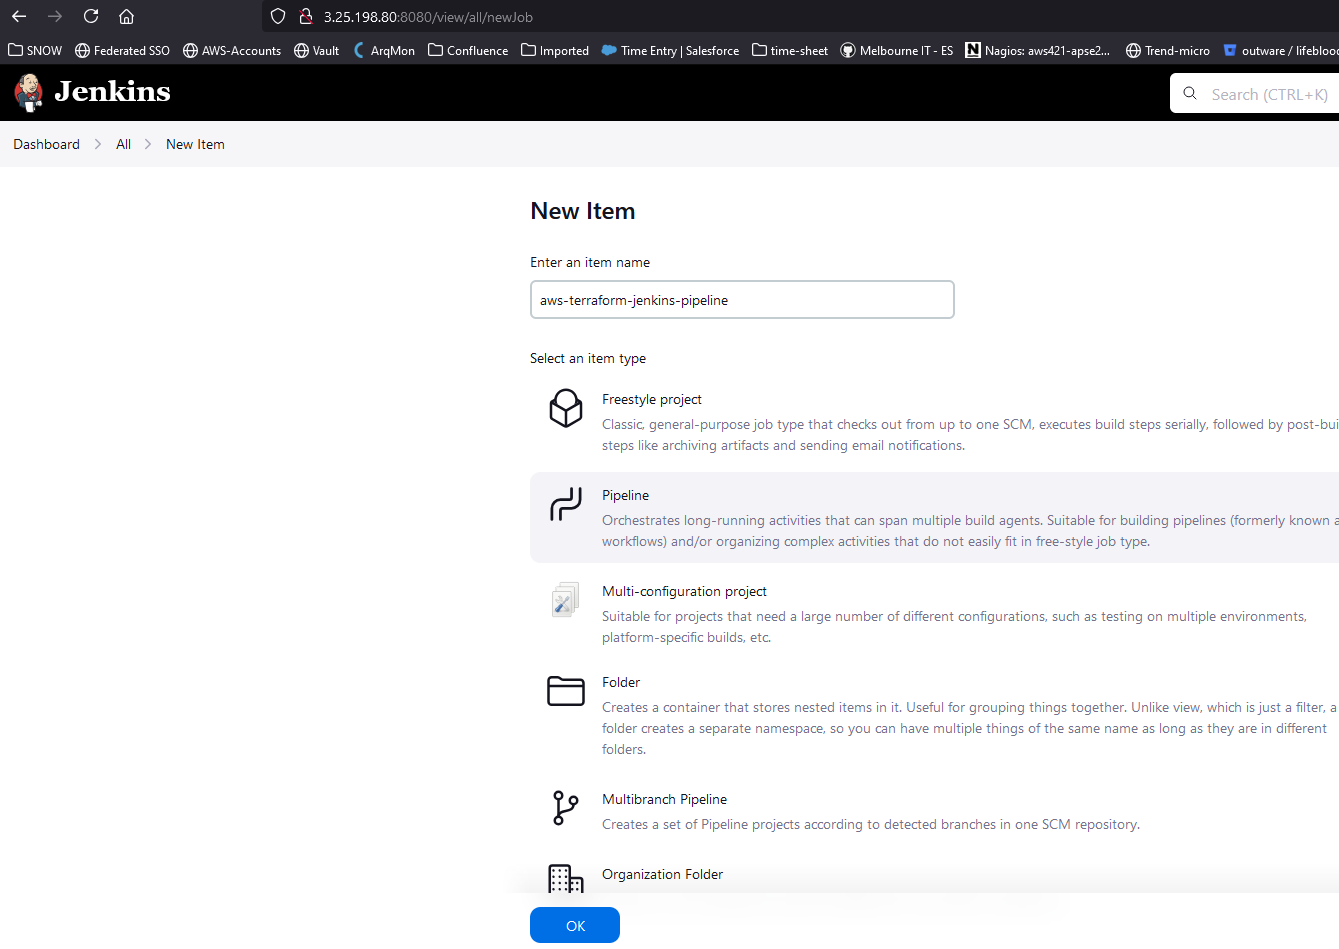 3.25.198.80:8080/view/all/newJob
SNOW Federated SSO AWS-Accounts Vault ArqMon Confluence Imported Time Entry | Salesforce time-sheet Melbourne IT - ES Nagios: aws421-apse2... Trend-micro outware / lifebloo
Jenkins
Search (CTRL+K)
Dashboard All New Item
New Item
Enter an item name
aws-terraform-jenkins-pipeline
Select an item type
Freestyle project
Classic, general-purpose job type that checks out from up to one SCM, executes build steps serially, followed by post-bui
steps like archiving artifacts and sending email notifications.
Pipeline
Orchestrates long-running activities that can span multiple build agents. Suitable for building pipelines (formerly known a
workflows) and/or organizing complex activities that do not easily fit in free-style job type.
Multi-configuration project
Suitable for projects that need a large number of different configurations, such as testing on multiple environments,
platform-specific builds, etc.
Folder
Creates a container that stores nested items in it. Useful for grouping things together. Unlike view, which is just a filter, a
folder creates a separate namespace, so you can have multiple things of the same name as long as they are in different
folders.
Multibranch Pipeline
Creates a set of Pipeline projects according to detected branches in one SCM repository.
Organization Folder
OK